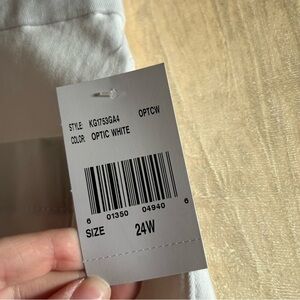 STYLE: KG1753GA4 OPTCW
COLOR: OPTIC WHITE
6 01350 04940 6
SIZE 24W